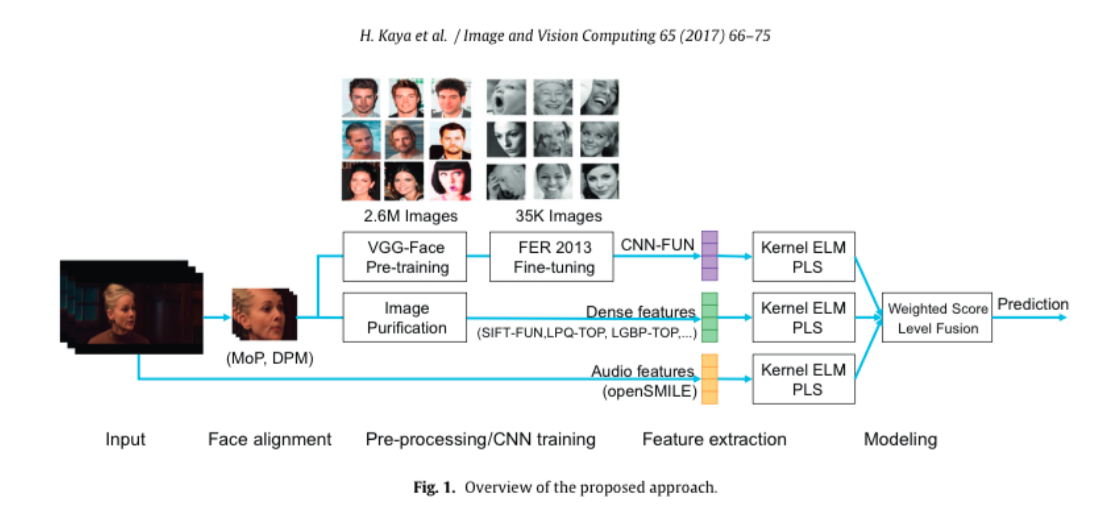 H. Kaya et al. / Image and Vision Computing 65 (2017) 66–75
2.6M Images
35K Images
VGG-Face
Pre-training
FER 2013
Fine-tuning
CNN-FUN
Kernel ELM
PLS
Image
Purification
Dense features
(SIFT-FUN,LPQ-TOP, LGBP-TOP,...)
Kernel ELM
PLS
Weighted Score
Level Fusion
Prediction
(MoP, DPM)
Audio features
(openSMILE)
Kernel ELM
PLS
Input
Face alignment
Pre-processing/CNN training
Feature extraction
Modeling
Fig. 1. Overview of the proposed approach.